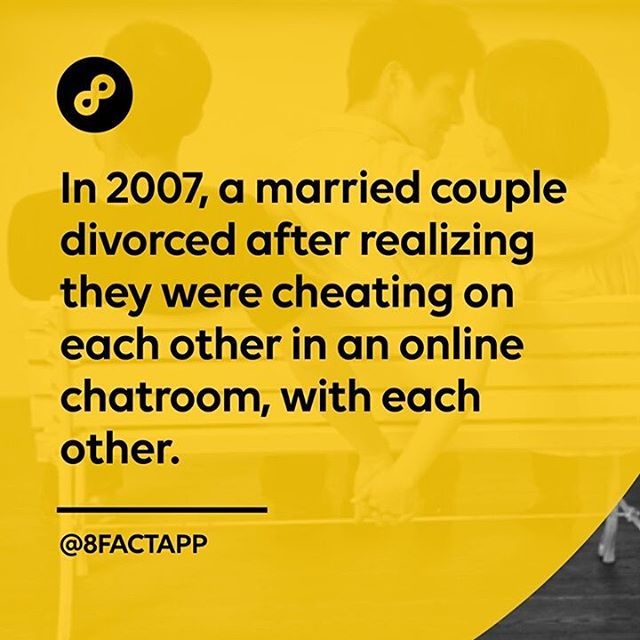 In 2007, a married couple
divorced after realizing
they were cheating on
each other in an online
chatroom, with each
other.
@8FACTAPP